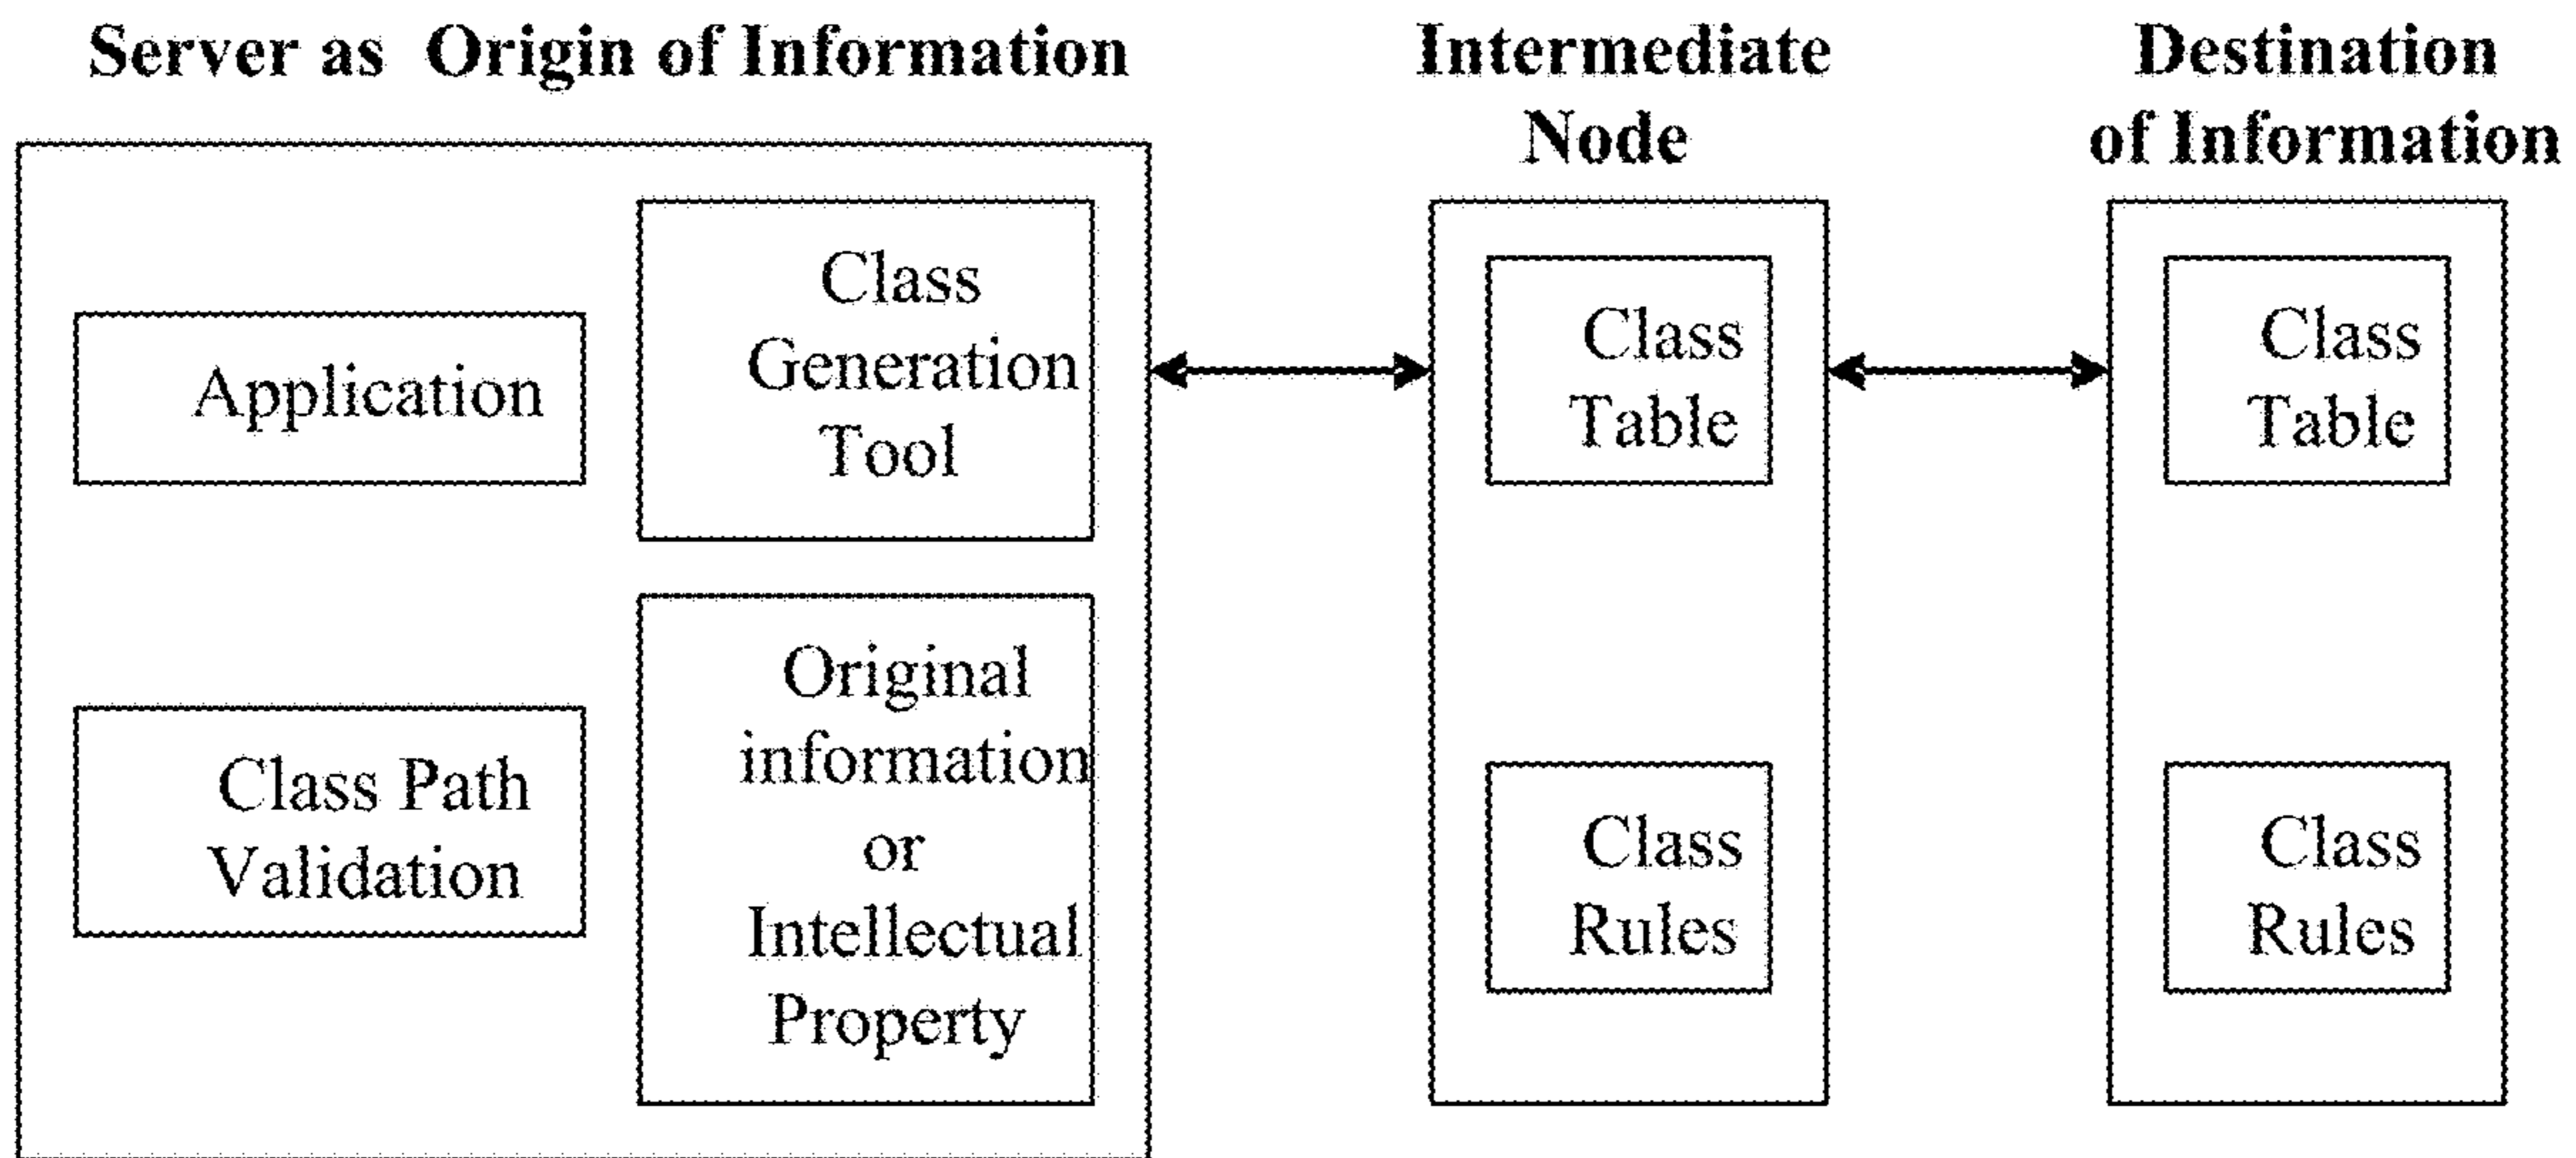 Server as Origin of Information
Intermediate
Node
Destination
of Information
Application
Class
Generation
Tool
Class Path
Validation
Original
information
or
Intellectual
Property
Class
Table
Class
Rules
Class
Table
Class
Rules